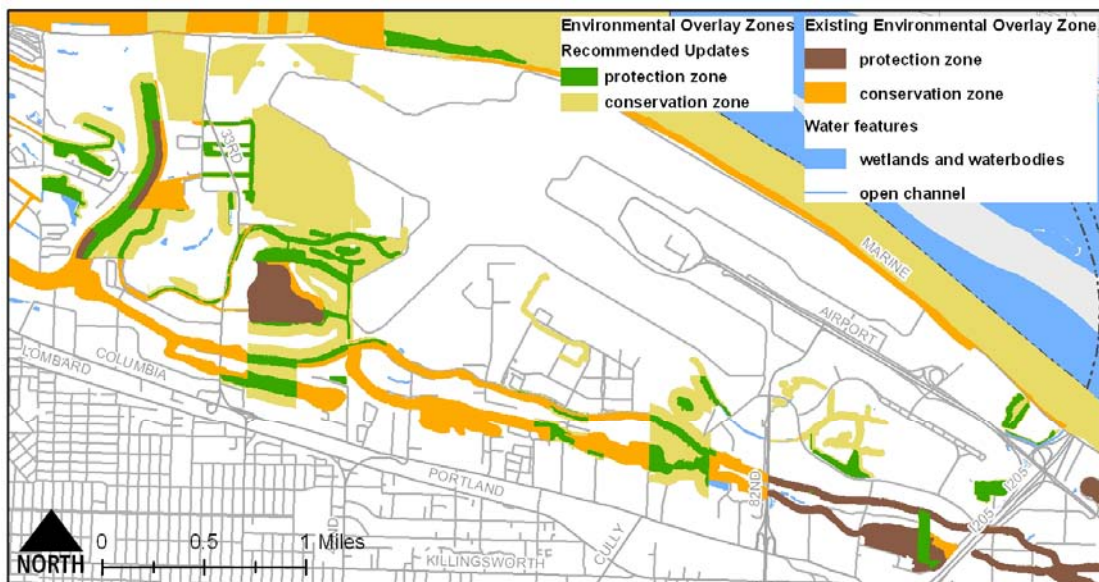 Environmental Overlay Zones
Recommended Updates
protection zone
conservation zone
Existing Environmental Overlay Zone
protection zone
conservation zone
Water features
wetlands and waterbodies
open channel
33RD
MARINE
AIRPORT
COLUMBIA
LOMBARD
PORTLAND
82ND
I205
I205
CULLY
KILLINGSWORTH
NORTH
0 0.5 1 Miles